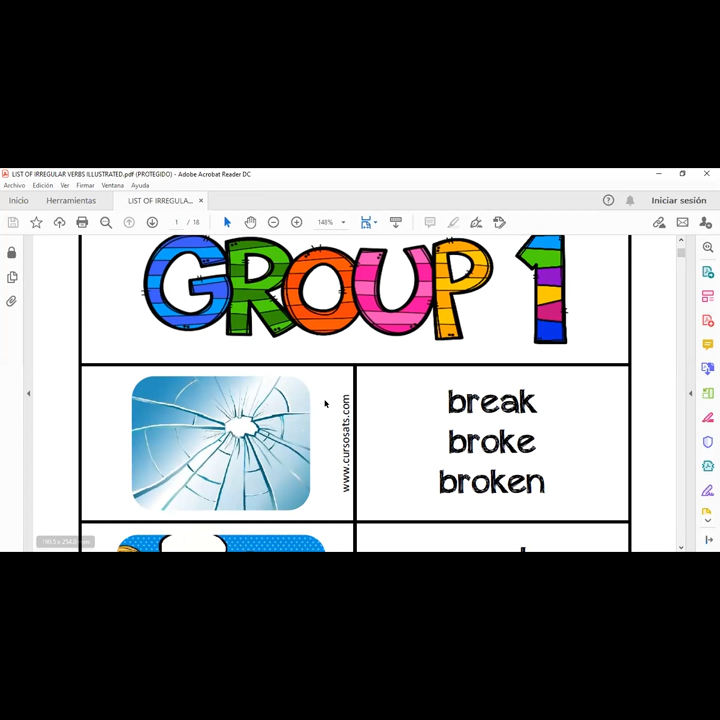 LIST OF IRREGULAR VERBS ILLUSTRATED.pdf (PROTEGIDO) - Adobe Acrobat Reader DC
Archivo Edición Ver Firmar Ventana Ayuda
Inicio Herramientas LIST OF IRREGULA... × Iniciar sesión
1 / 18 148%
GROUP 1
www.cursosats.com
break
broke
broken